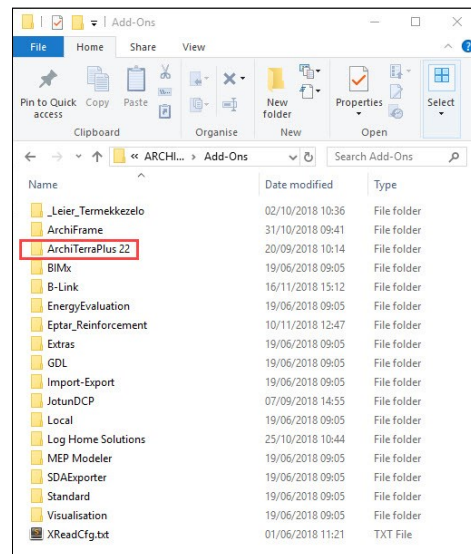 Add-Ons
File Home Share View
Pin to Quick access
Copy
Paste
New folder
Properties
Select
Clipboard Organise New Open
« ARCHI... › Add-Ons
Search Add-Ons
Name Date modified Type
_Leier_Termekkezelo 02/10/2018 10:36 File folder
ArchiFrame 31/10/2018 09:41 File folder
ArchiTerraPlus 22 20/09/2018 10:14 File folder
BIMx 19/06/2018 09:05 File folder
B-Link 16/11/2018 15:12 File folder
EnergyEvaluation 19/06/2018 09:05 File folder
Eptar_Reinforcement 10/11/2018 12:47 File folder
Extras 19/06/2018 09:05 File folder
GDL 19/06/2018 09:05 File folder
Import-Export 19/06/2018 09:05 File folder
JotunDCP 07/09/2018 14:55 File folder
Local 19/06/2018 09:05 File folder
Log Home Solutions 25/10/2018 10:44 File folder
MEP Modeler 19/06/2018 09:05 File folder
SDAExporter 19/06/2018 09:05 File folder
Standard 19/06/2018 09:05 File folder
Visualisation 19/06/2018 09:05 File folder
XReadCfg.txt 01/06/2018 11:21 TXT File